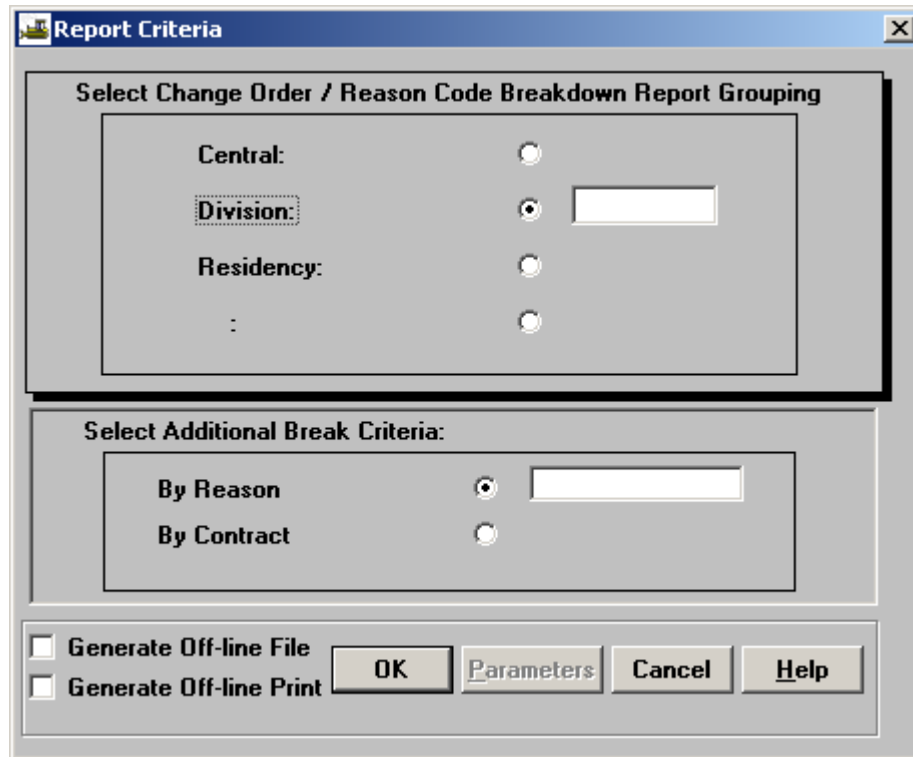 Report Criteria
Select Change Order / Reason Code Breakdown Report Grouping
Central:
Division:
Residency:
:
Select Additional Break Criteria:
By Reason
By Contract
Generate Off-line File
Generate Off-line Print
OK
Parameters
Cancel
Help